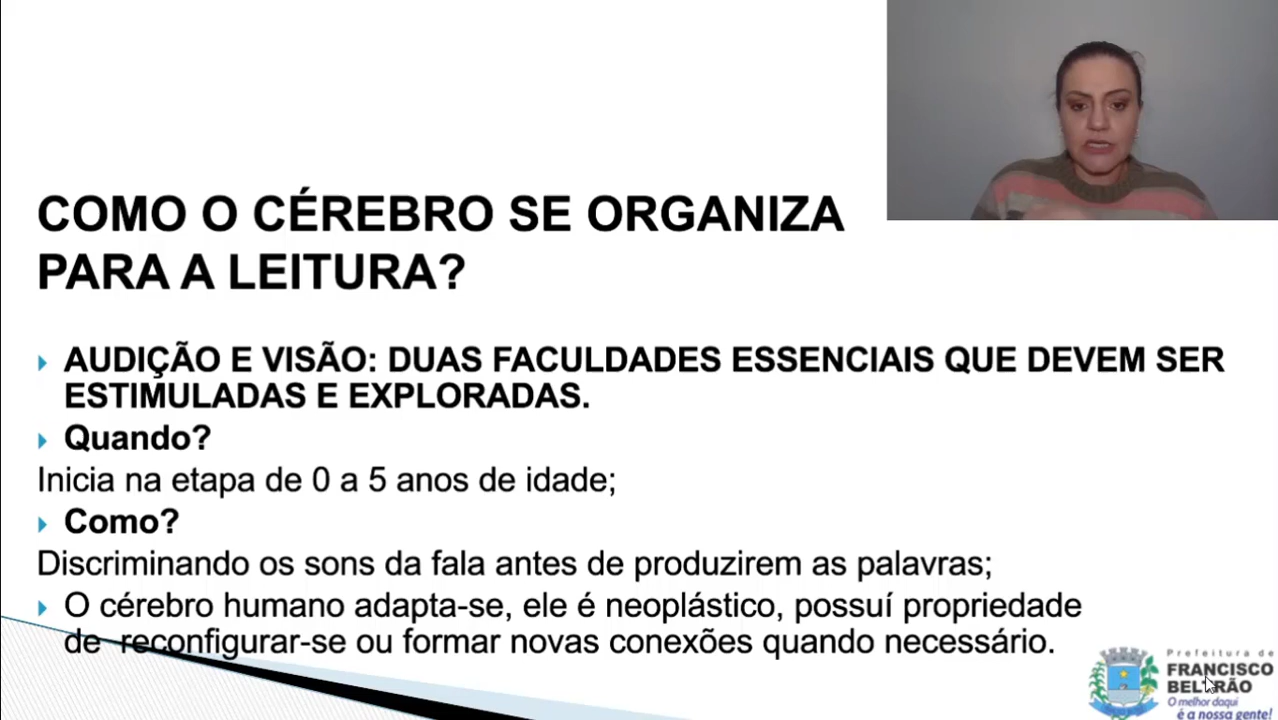 COMO O CÉREBRO SE ORGANIZA
PARA A LEITURA?
AUDIÇÃO E VISÃO: DUAS FACULDADES ESSENCIAIS QUE DEVEM SER
ESTIMULADAS E EXPLORADAS.
Quando?
Inicia na etapa de 0 a 5 anos de idade;
Como?
Discriminando os sons da fala antes de produzirem as palavras;
O cérebro humano adapta-se, ele é neoplástico, possuí propriedade
de reconfigurar-se ou formar novas conexões quando necessário.
Prefeitura de
FRANCISCO
BELTRÃO
O melhor daqui
é a nossa gente!